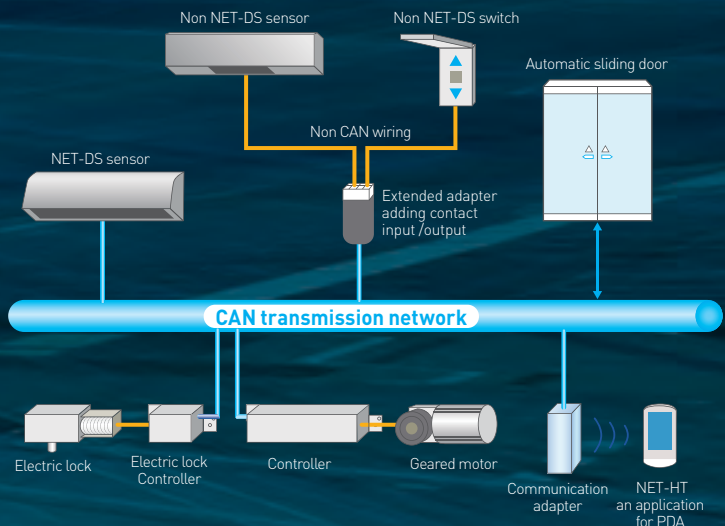 Non NET-DS sensor
Non NET-DS switch
Automatic sliding door
Non CAN wiring
NET-DS sensor
Extended adapter
adding contact
input /output
CAN transmission network
Electric lock
Electric lock
Controller
Controller
Geared motor
Communication
adapter
NET-HT
an application
for PDA